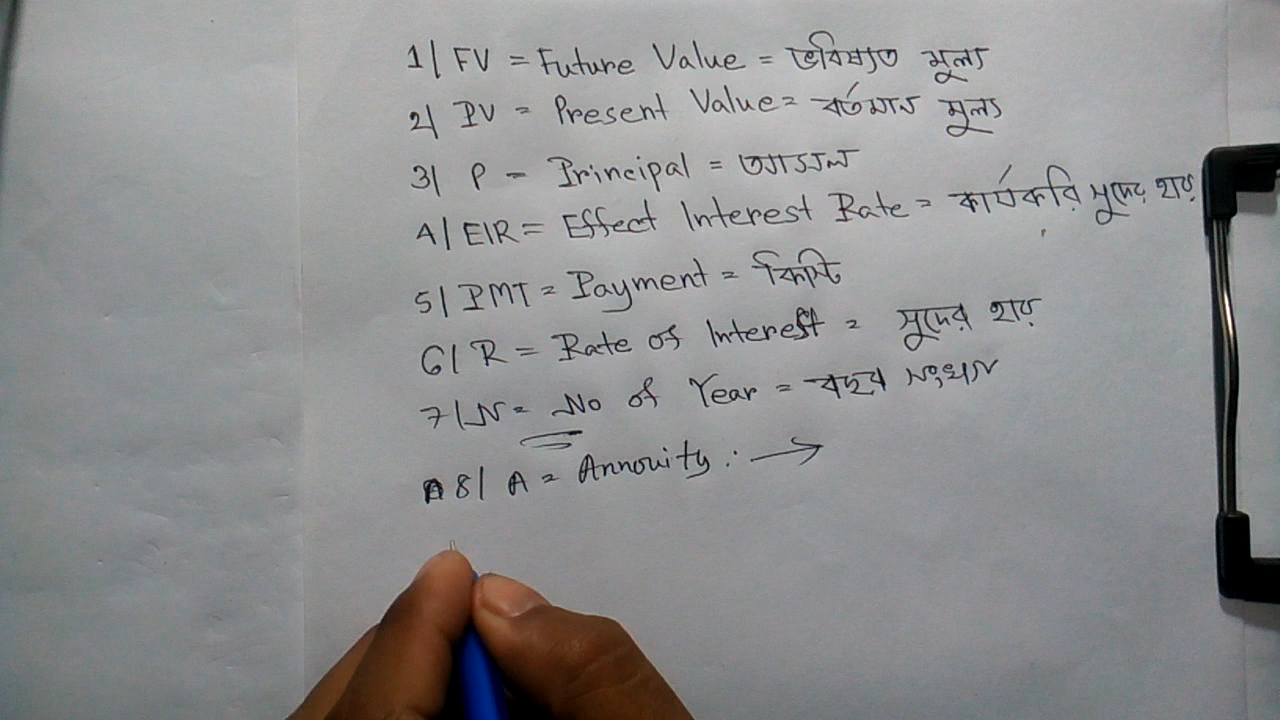 1| FV = Future Value = ভবিষ্যত মূল্য
2| PV = Present Value = বর্তমান মূল্য
3| P = Principal = আসল
4| EIR = Effect Interest Rate = কার্যকরি সুদের হার
5| PMT = Payment = কিস্তি
6| R = Rate of Interest = সুদের হার
7| N = No of Year = বছর সংখ্যা
8| A = Annouity :→